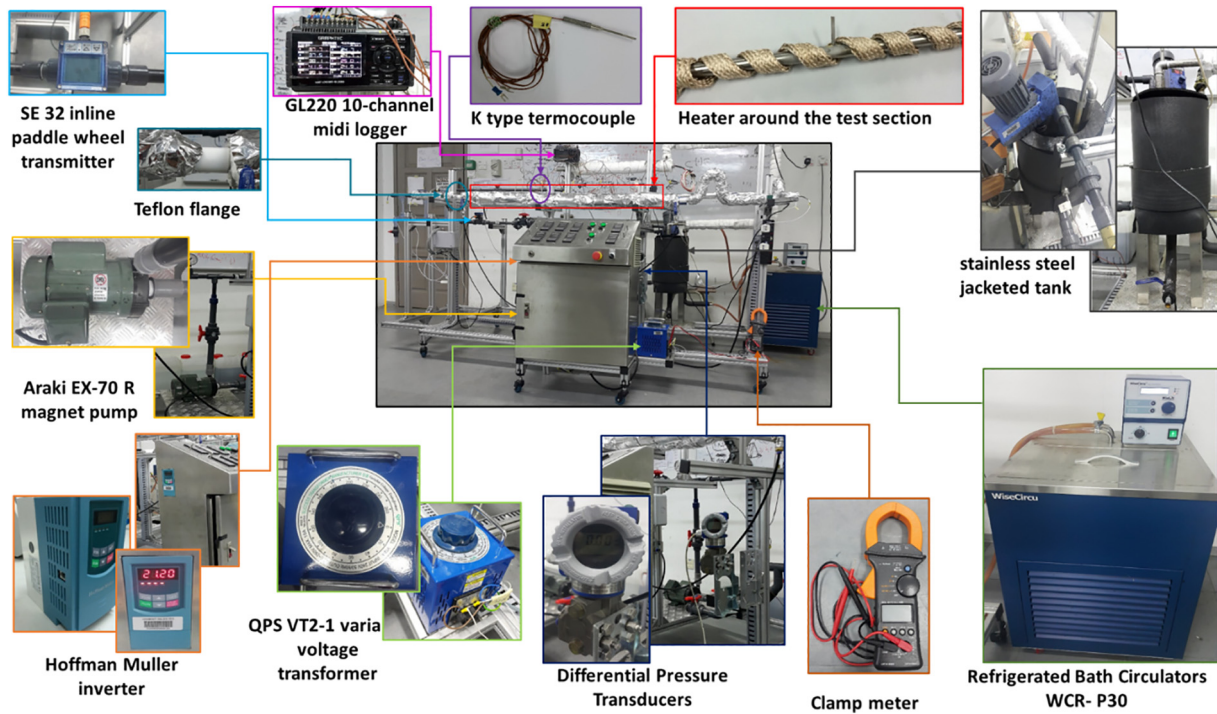 SE 32 inline
paddle wheel
transmitter
GRAPHTEC
GL220 10-channel
midi logger
K type termocouple
Heater around the test section
Teflon flange
stainless steel
jacketed tank
Araki EX-70 R
magnet pump
2120
Hoffman Muller
inverter
QPS VT2-1 varia
voltage
transformer
Differential Pressure
Transducers
Clamp meter
WiseCircu
Refrigerated Bath Circulators
WCR- P30